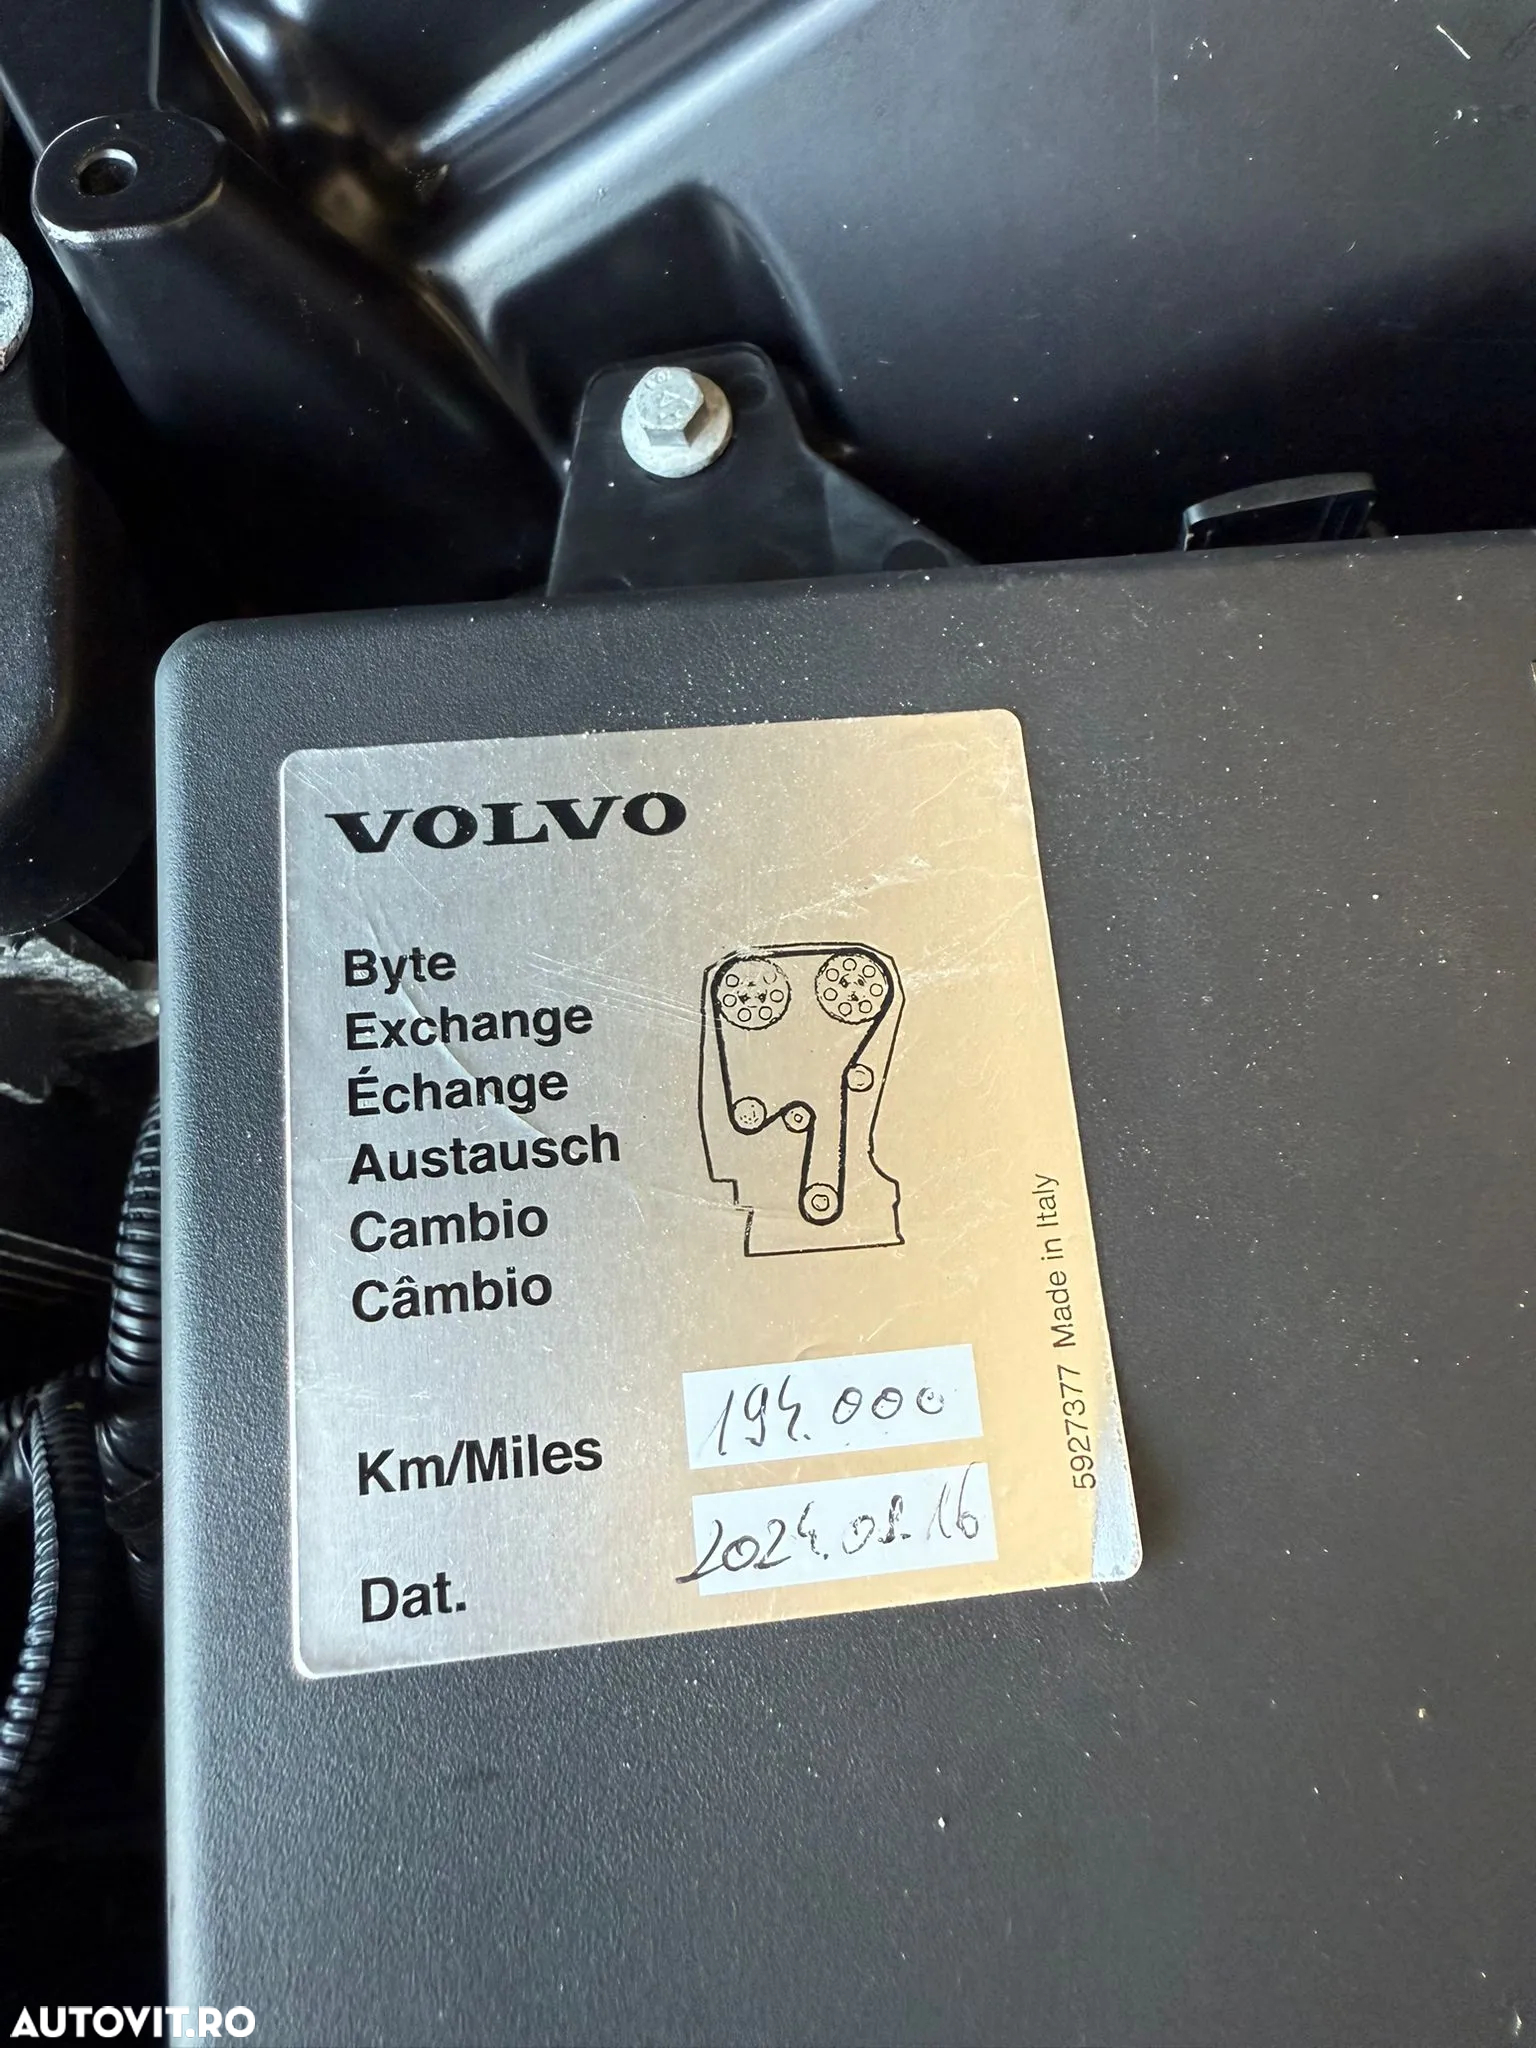 VOLVO
Byte
Exchange
Échange
Austausch
Cambio
Câmbio
Km/Miles 194.000
Dat. 2024.08.16
5927377 Made in Italy
AUTOVIT.RO